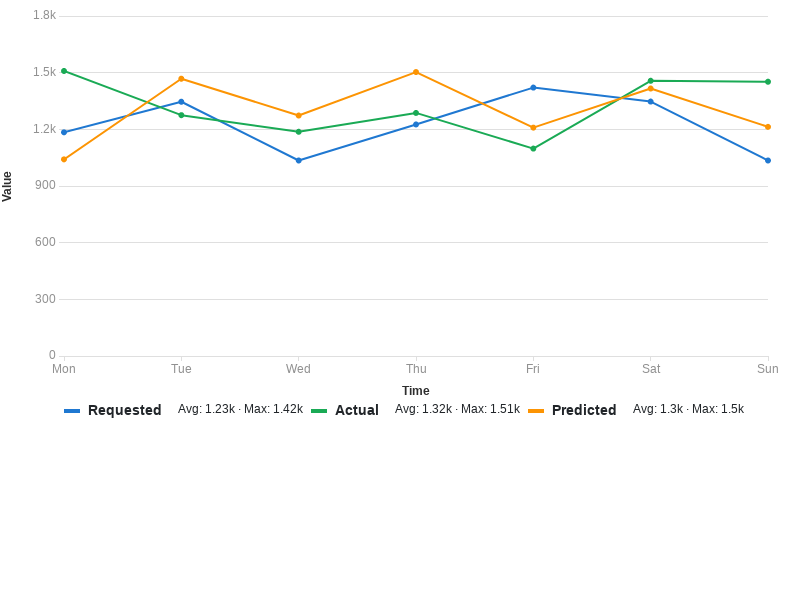 1.8k
1.5k
1.2k
900
600
300
0
Value
Mon Tue Wed Thu Fri Sat Sun
Time
Requested Avg: 1.23k · Max: 1.42k Actual Avg: 1.32k · Max: 1.51k Predicted Avg: 1.3k · Max: 1.5k